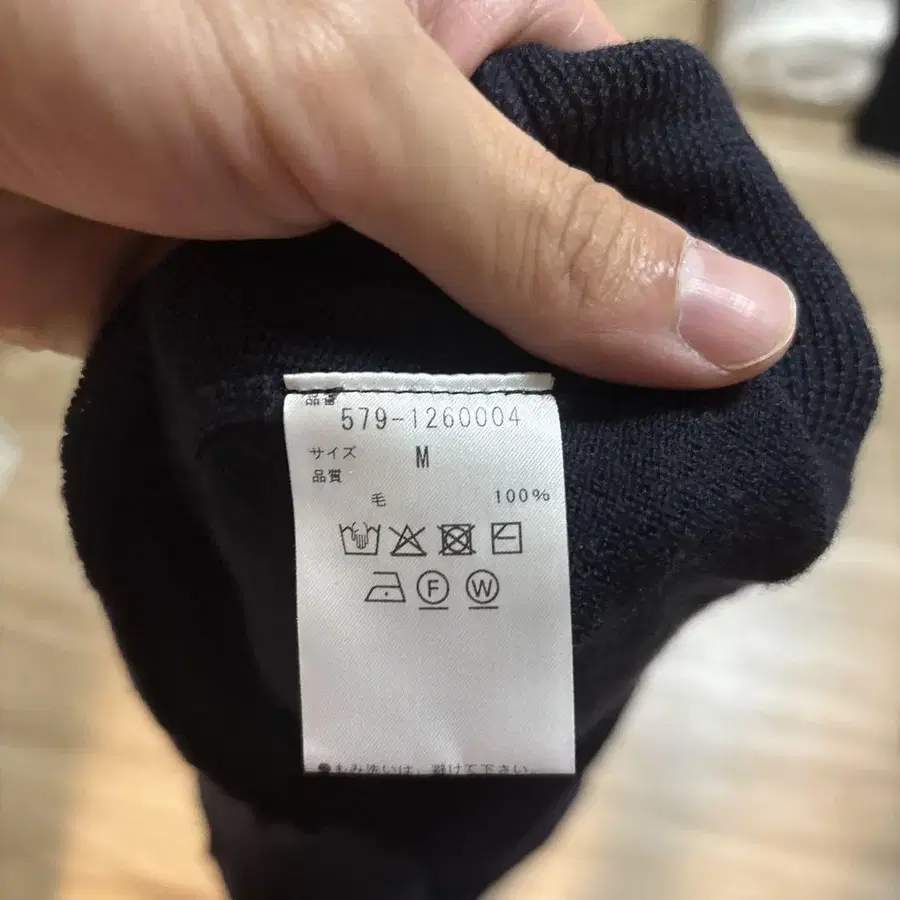 品番
579-1260004
サイズ M
品質
毛 100%
F W
●もみ洗いは、避けて下さい。